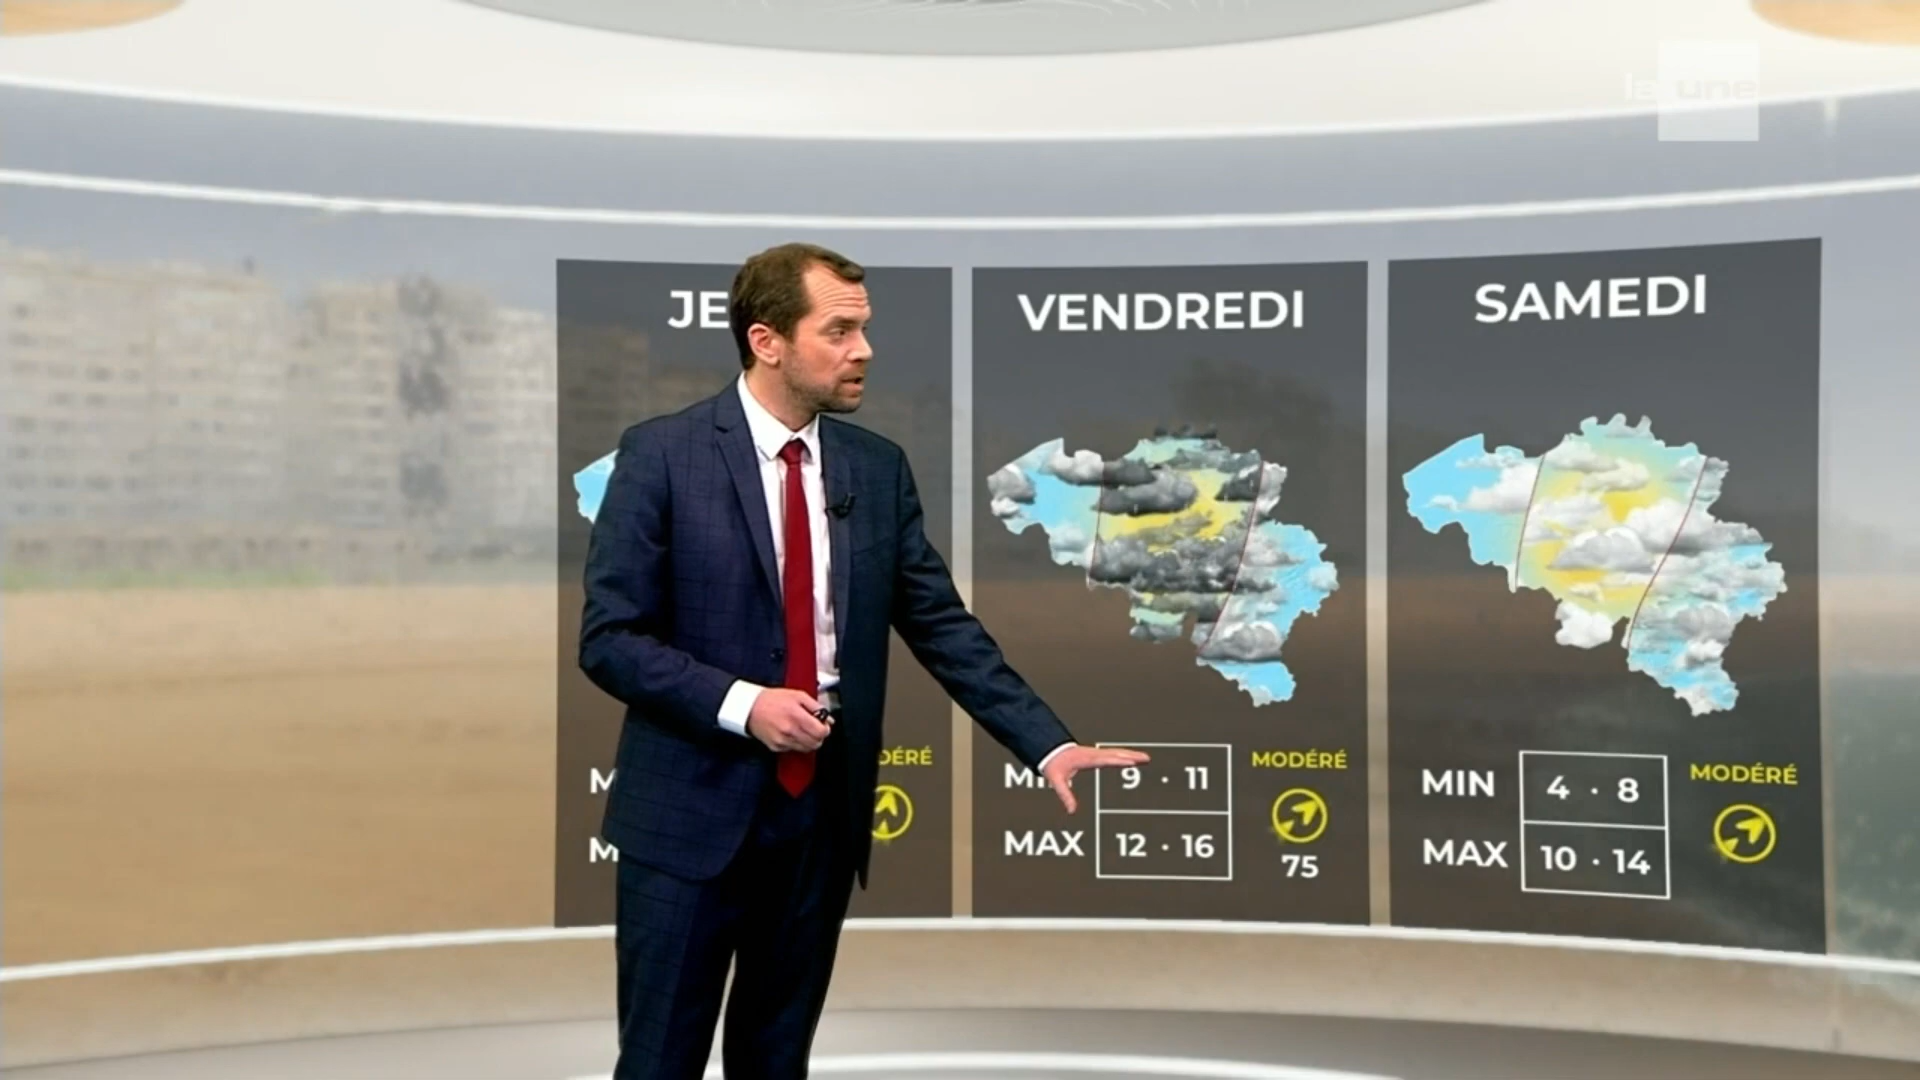 la une
JE
VENDREDI
SAMEDI
MODÉRÉ
9 · 11
MAX
12 · 16
MODÉRÉ
75
MIN
4 · 8
MAX
10 · 14
MODÉRÉ